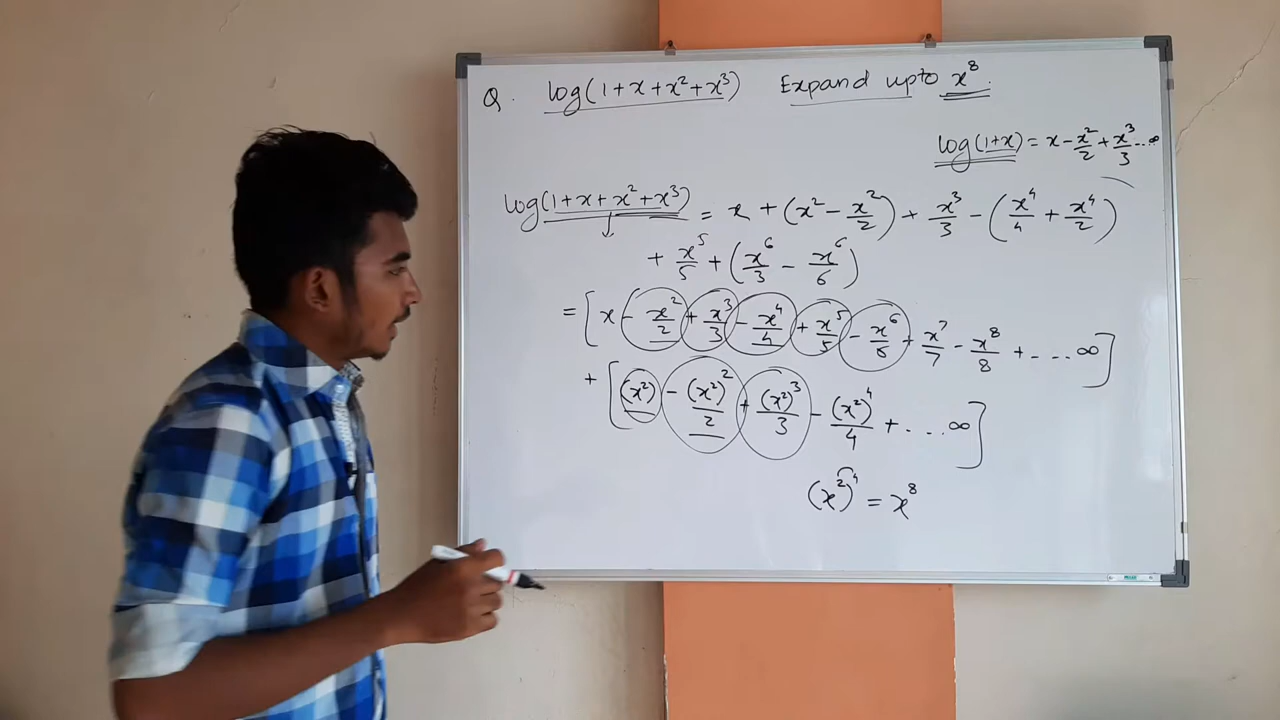 Q. log(1+x+x²+x³) Expand upto x⁸.
log(1+x) = x - x²/2 + x³/3 ... ∞
log(1+x+x²+x³) = x + (x² - x²/2) + x³/3 - (x⁴/4 + x⁴/2)
+ x⁵/5 + (x⁶/3 - x⁶/6)
= [x - x²/2 + x³/3 - x⁴/4 + x⁵/5 - x⁶/6 + x⁷/7 - x⁸/8 + ... ∞]
+ [(x²) - (x²)²/2 + (x²)³/3 - (x²)⁴/4 + ... ∞]
(x²)⁴ = x⁸